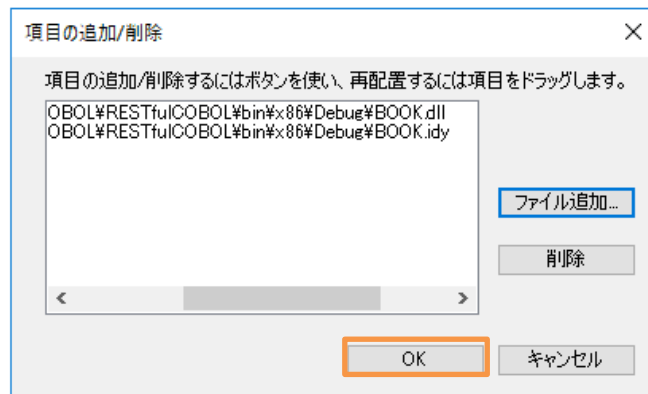 項目の追加/削除
項目の追加/削除するにはボタンを使い、再配置するには項目をドラッグします。
OBOL¥RESTfulCOBOL¥bin¥x86¥Debug¥BOOK.dll
OBOL¥RESTfulCOBOL¥bin¥x86¥Debug¥BOOK.idy
ファイル追加...
削除
OK
キャンセル